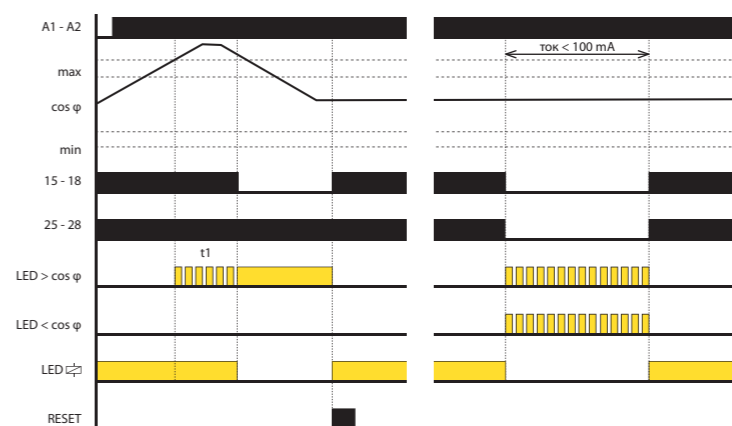 A1 - A2
ток < 100 mA
max
cos φ
min
15 - 18
25 - 28
t1
LED > cos φ
LED < cos φ
LED
RESET